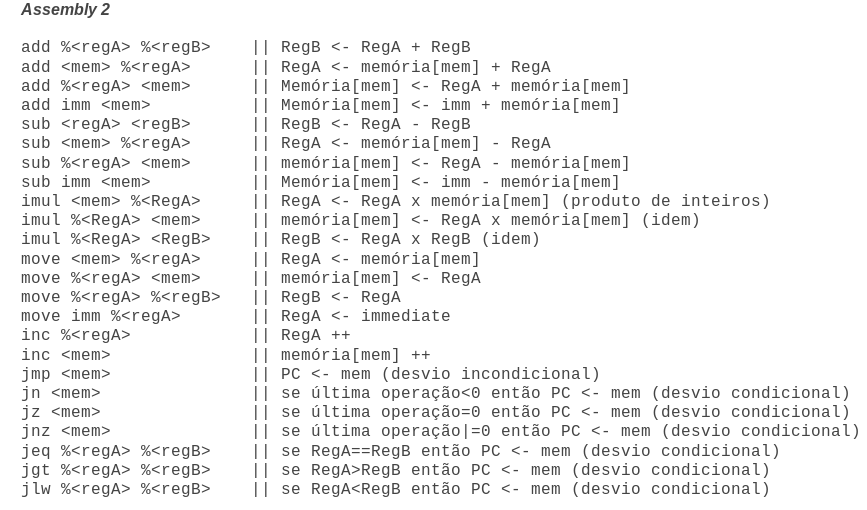 Assembly 2
add %<regA> %<regB> || RegB <- RegA + RegB
add <mem> %<regA> || RegA <- memória[mem] + RegA
add %<regA> <mem> || Memória[mem] <- RegA + memória[mem]
add imm <mem> || Memória[mem] <- imm + memória[mem]
sub <regA> <regB> || RegB <- RegA - RegB
sub <mem> %<regA> || RegA <- memória[mem] - RegA
sub %<regA> <mem> || memória[mem] <- RegA - memória[mem]
sub imm <mem> || Memória[mem] <- imm - memória[mem]
imul <mem> %<RegA> || RegA <- RegA x memória[mem] (produto de inteiros)
imul %<RegA> <mem> || memória[mem] <- RegA x memória[mem] (idem)
imul %<RegA> <RegB> || RegB <- RegA x RegB (idem)
move <mem> %<regA> || RegA <- memória[mem]
move %<regA> <mem> || memória[mem] <- RegA
move %<regA> %<regB> || RegB <- RegA
move imm %<regA> || RegA <- immediate
inc %<regA> || RegA ++
inc <mem> || memória[mem] ++
jmp <mem> || PC <- mem (desvio incondicional)
jn <mem> || se última operação<0 então PC <- mem (desvio condicional)
jz <mem> || se última operação=0 então PC <- mem (desvio condicional)
jnz <mem> || se última operação|=0 então PC <- mem (desvio condicional)
jeq %<regA> %<regB> || se RegA==RegB então PC <- mem (desvio condicional)
jgt %<regA> %<regB> || se RegA>RegB então PC <- mem (desvio condicional)
jlw %<regA> %<regB> || se RegA<RegB então PC <- mem (desvio condicional)